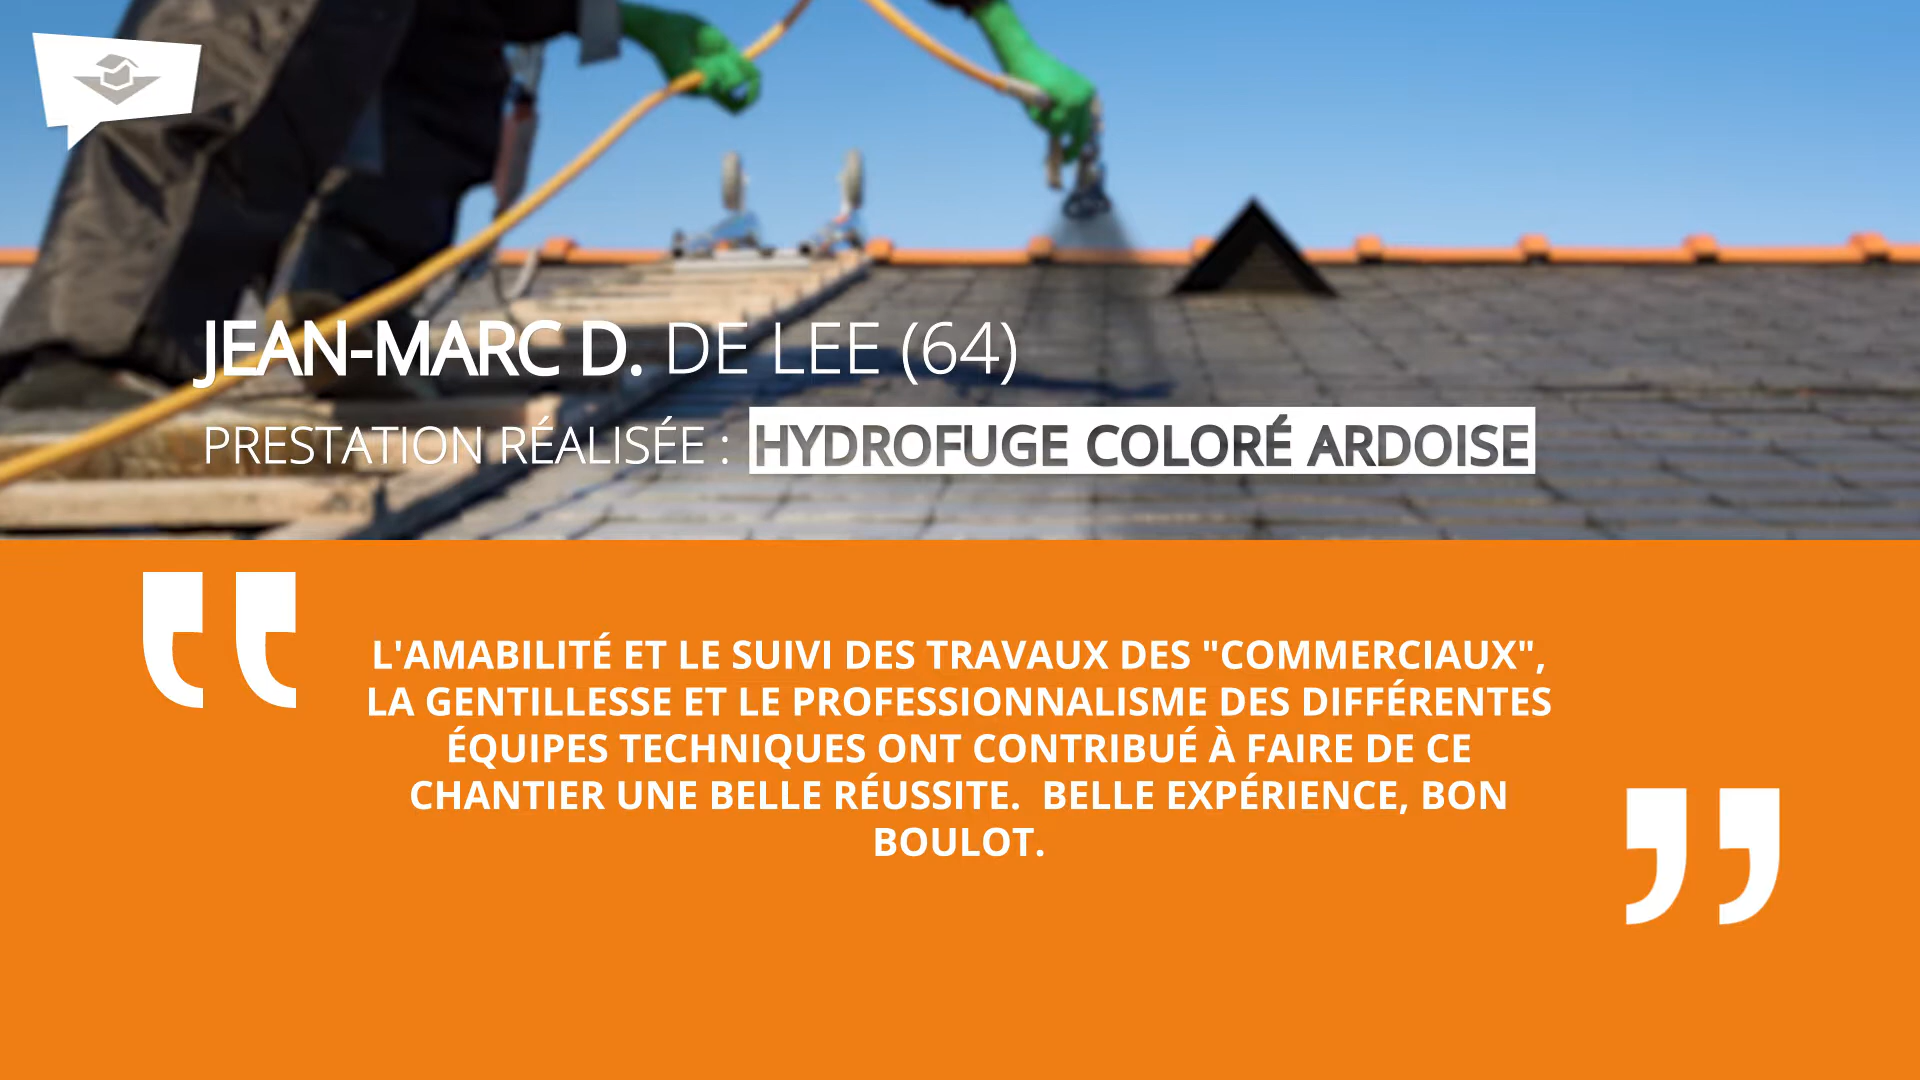 JEAN-MARC D. DE LEE (64)
PRESTATION RÉALISÉE : HYDROFUGE COLORÉ ARDOISE
L'AMABILITÉ ET LE SUIVI DES TRAVAUX DES "COMMERCIAUX",
LA GENTILLESSE ET LE PROFESSIONNALISME DES DIFFÉRENTES
ÉQUIPES TECHNIQUES ONT CONTRIBUÉ À FAIRE DE CE
CHANTIER UNE BELLE RÉUSSITE.  BELLE EXPÉRIENCE, BON
BOULOT.